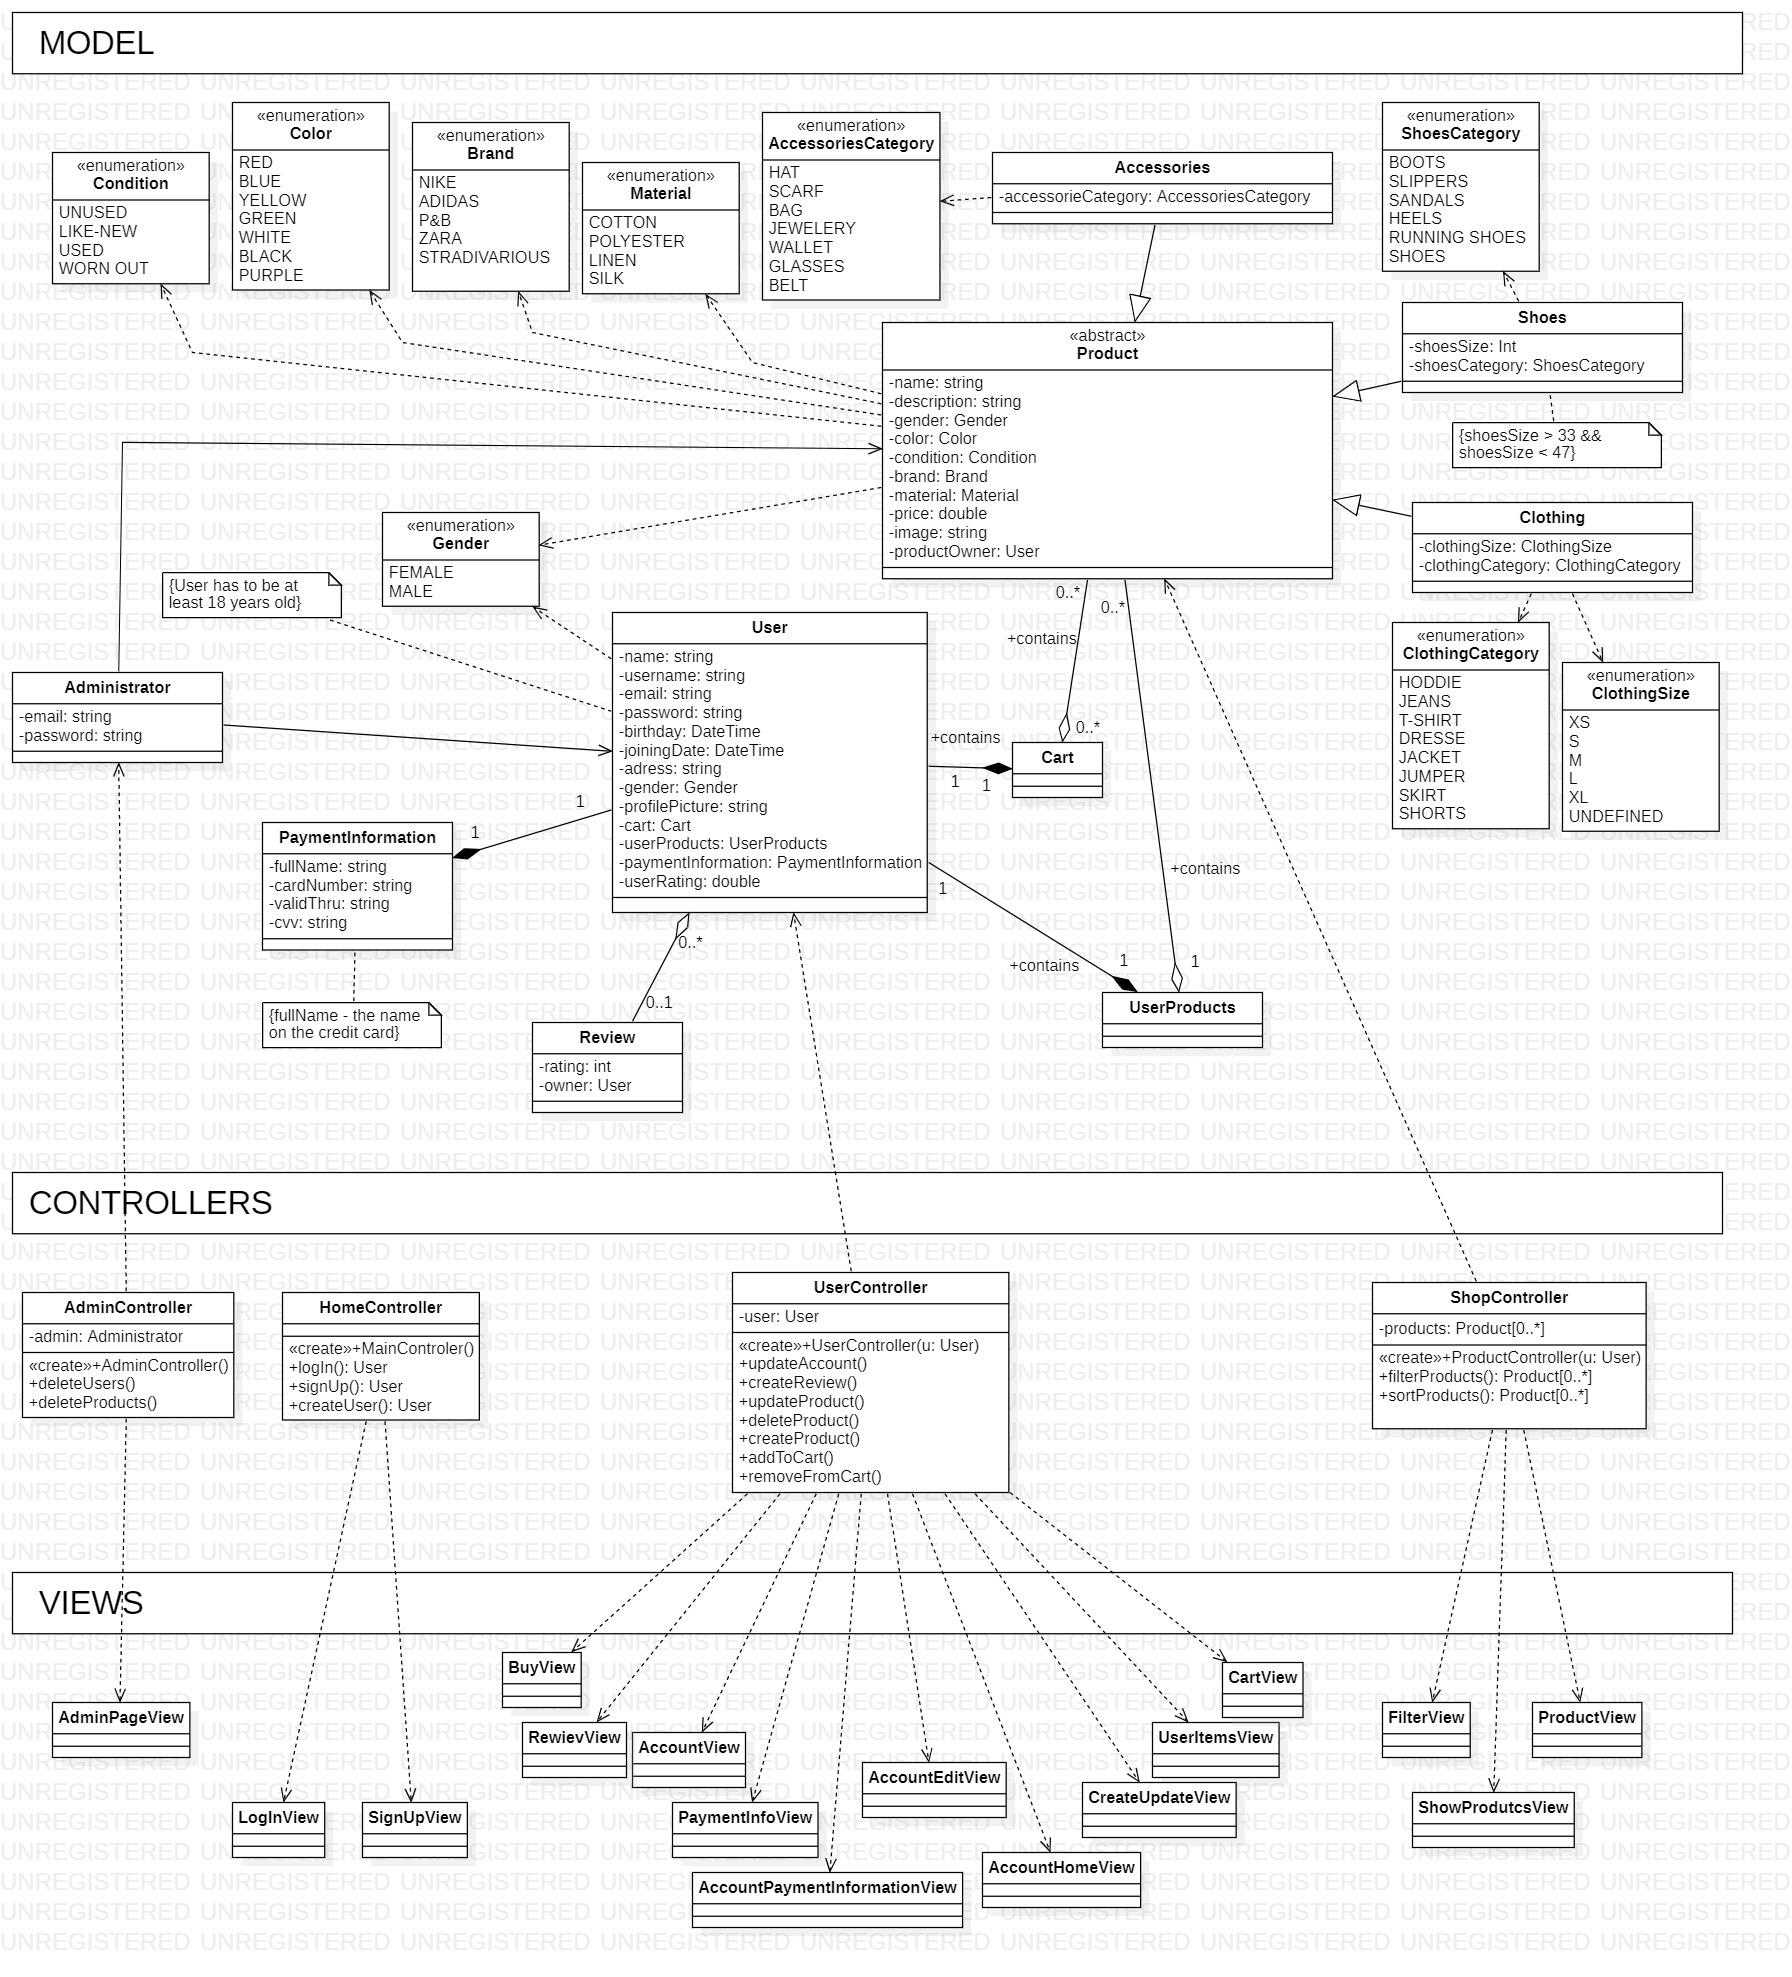 MODEL
«enumeration»
Condition
UNUSED
LIKE-NEW
USED
WORN OUT
«enumeration»
Color
RED
BLUE
YELLOW
GREEN
WHITE
BLACK
PURPLE
«enumeration»
Brand
NIKE
ADIDAS
P&B
ZARA
STRADIVARIOUS
«enumeration»
Material
COTTON
POLYESTER
LINEN
SILK
«enumeration»
AccessoriesCategory
HAT
SCARF
BAG
JEWELERY
WALLET
GLASSES
BELT
Accessories
-accessorieCategory: AccessoriesCategory
«enumeration»
ShoesCategory
BOOTS
SLIPPERS
SANDALS
HEELS
RUNNING SHOES
SHOES
Shoes
-shoesSize: Int
-shoesCategory: ShoesCategory
{shoesSize > 33 &&
shoesSize < 47}
«abstract»
Product
-name: string
-description: string
-gender: Gender
-color: Color
-condition: Condition
-brand: Brand
-material: Material
-price: double
-image: string
-productOwner: User
Clothing
-clothingSize: ClothingSize
-clothingCategory: ClothingCategory
«enumeration»
ClothingCategory
HODDIE
JEANS
T-SHIRT
DRESSE
JACKET
JUMPER
SKIRT
SHORTS
«enumeration»
ClothingSize
XS
S
M
L
XL
UNDEFINED
«enumeration»
Gender
FEMALE
MALE
{User has to be at
least 18 years old}
Administrator
-email: string
-password: string
User
-name: string
-username: string
-email: string
-password: string
-birthday: DateTime
-joiningDate: DateTime
-adress: string
-gender: Gender
-profilePicture: string
-cart: Cart
-userProducts: UserProducts
-paymentInformation: PaymentInformation
-userRating: double
0..*
0..*
+contains
0..*
+contains
1
1
Cart
+contains
1
1
PaymentInformation
-fullName: string
-cardNumber: string
-validThru: string
-cvv: string
{fullName - the name
on the credit card}
1
+contains
1
1
UserProducts
0..*
0..1
Review
-rating: int
-owner: User
CONTROLLERS
AdminController
-admin: Administrator
«create»+AdminController()
+deleteUsers()
+deleteProducts()
HomeController
«create»+MainControler()
+logIn(): User
+signUp(): User
+createUser(): User
UserController
-user: User
«create»+UserController(u: User)
+updateAccount()
+createReview()
+updateProduct()
+deleteProduct()
+createProduct()
+addToCart()
+removeFromCart()
ShopController
-products: Product[0..*]
«create»+ProductController(u: User)
+filterProducts(): Product[0..*]
+sortProducts(): Product[0..*]
VIEWS
AdminPageView
LogInView
SignUpView
BuyView
RewievView
AccountView
PaymentInfoView
AccountPaymentInformationView
AccountEditView
AccountHomeView
CreateUpdateView
UserItemsView
CartView
FilterView
ShowProdutcsView
ProductView
UNREGISTERED